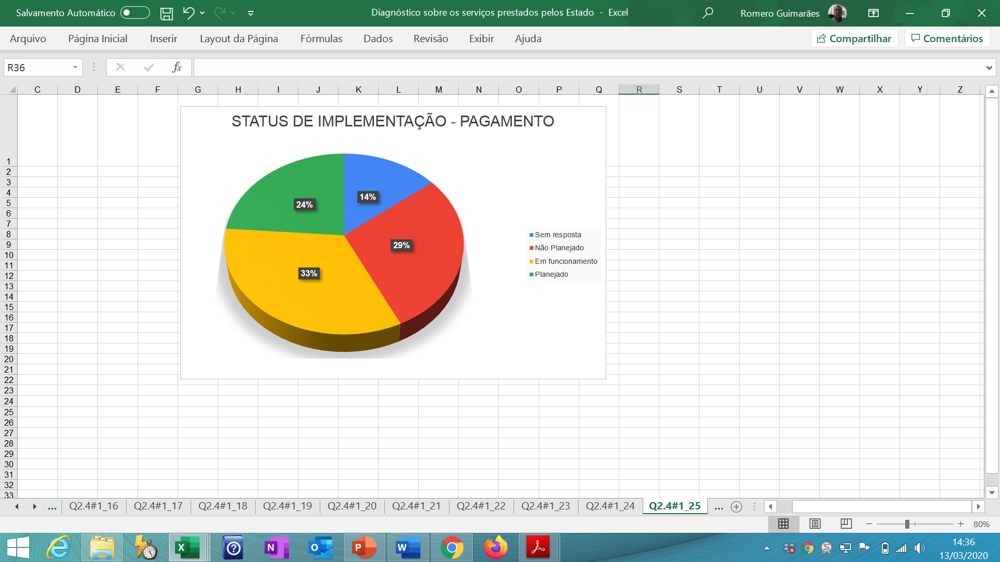 Salvamento Automático
Diagnóstico sobre os serviços prestados pelos Estado - Excel
Romero Guimarães
Arquivo Página Inicial Inserir Layout da Página Fórmulas Dados Revisão Exibir Ajuda
Compartilhar Comentários
R36
fx
C D E F G H I J K L M N O P Q R S T U V W X Y Z
STATUS DE IMPLEMENTAÇÃO - PAGAMENTO
14%
24%
29%
33%
Sem resposta
Não Planejado
Em funcionamento
Planejado
1
2
3
4
5
6
7
8
9
10
11
12
13
14
15
16
17
18
19
20
21
22
23
24
25
26
27
28
29
30
31
32
33
... Q2.4#1_16 Q2.4#1_17 Q2.4#1_18 Q2.4#1_19 Q2.4#1_20 Q2.4#1_21 Q2.4#1_22 Q2.4#1_23 Q2.4#1_24 Q2.4#1_25 ...
80%
14:36
13/03/2020